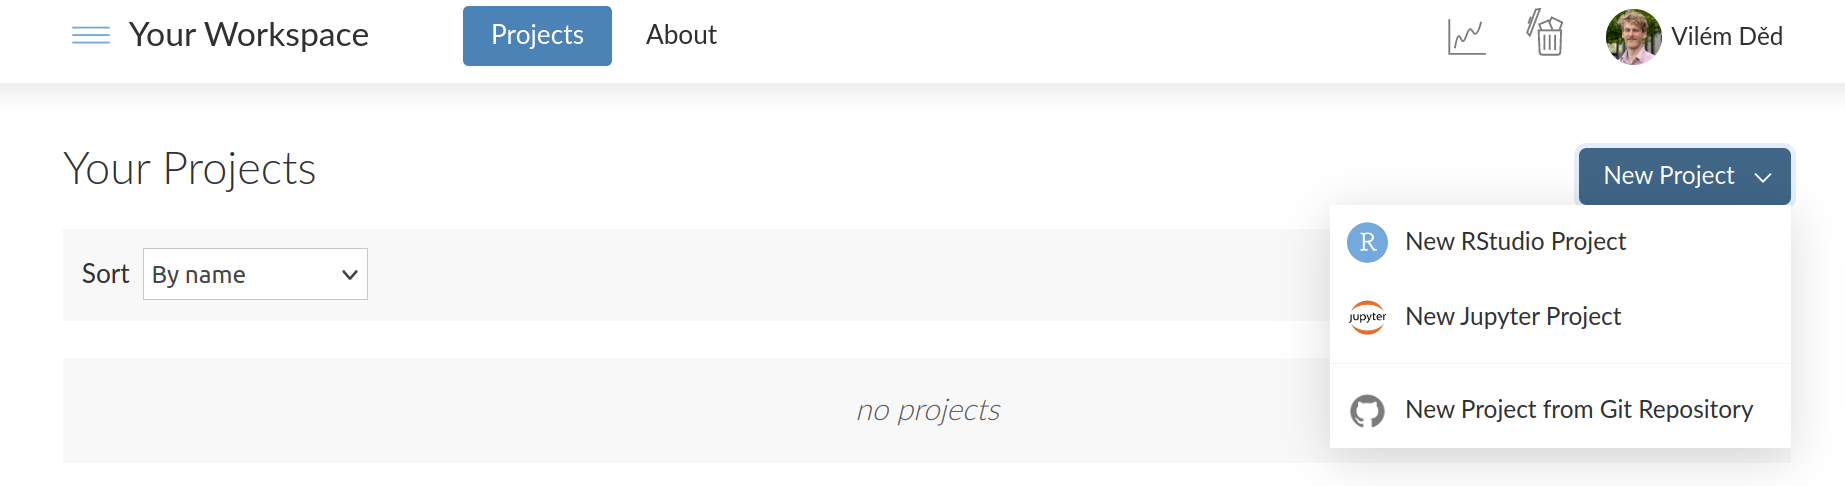 Your Workspace
Projects
About
Vilém Děd
Your Projects
New Project
Sort
By name
R
New RStudio Project
jupyter
New Jupyter Project
New Project from Git Repository
no projects